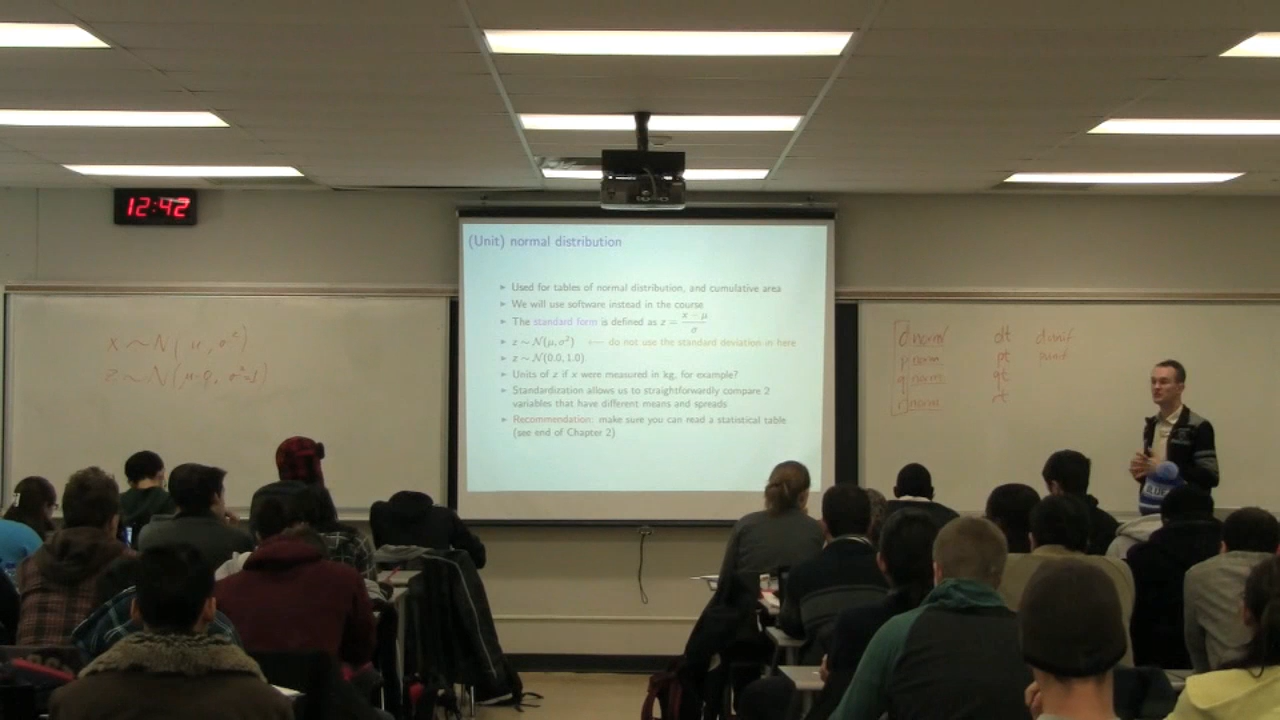 12:42
(Unit) normal distribution
► Used for tables of normal distribution, and cumulative area
► We will use software instead in the course
► The standard form is defined as z = (x − μ)/σ
► z ∼ N(μ, σ²) ⟵ do not use the standard deviation in here
► z ∼ N(0.0, 1.0)
► Units of z if x were measured in kg, for example?
► Standardization allows us to straightforwardly compare 2
variables that have different means and spreads
► Recommendation: make sure you can read a statistical table
(see end of Chapter 2)
x ~ N(μ, σ²)
z ~ N(μ=0, σ²=1)
dnorm dt dunif
pnorm pt punif
qnorm qt
rnorm rt